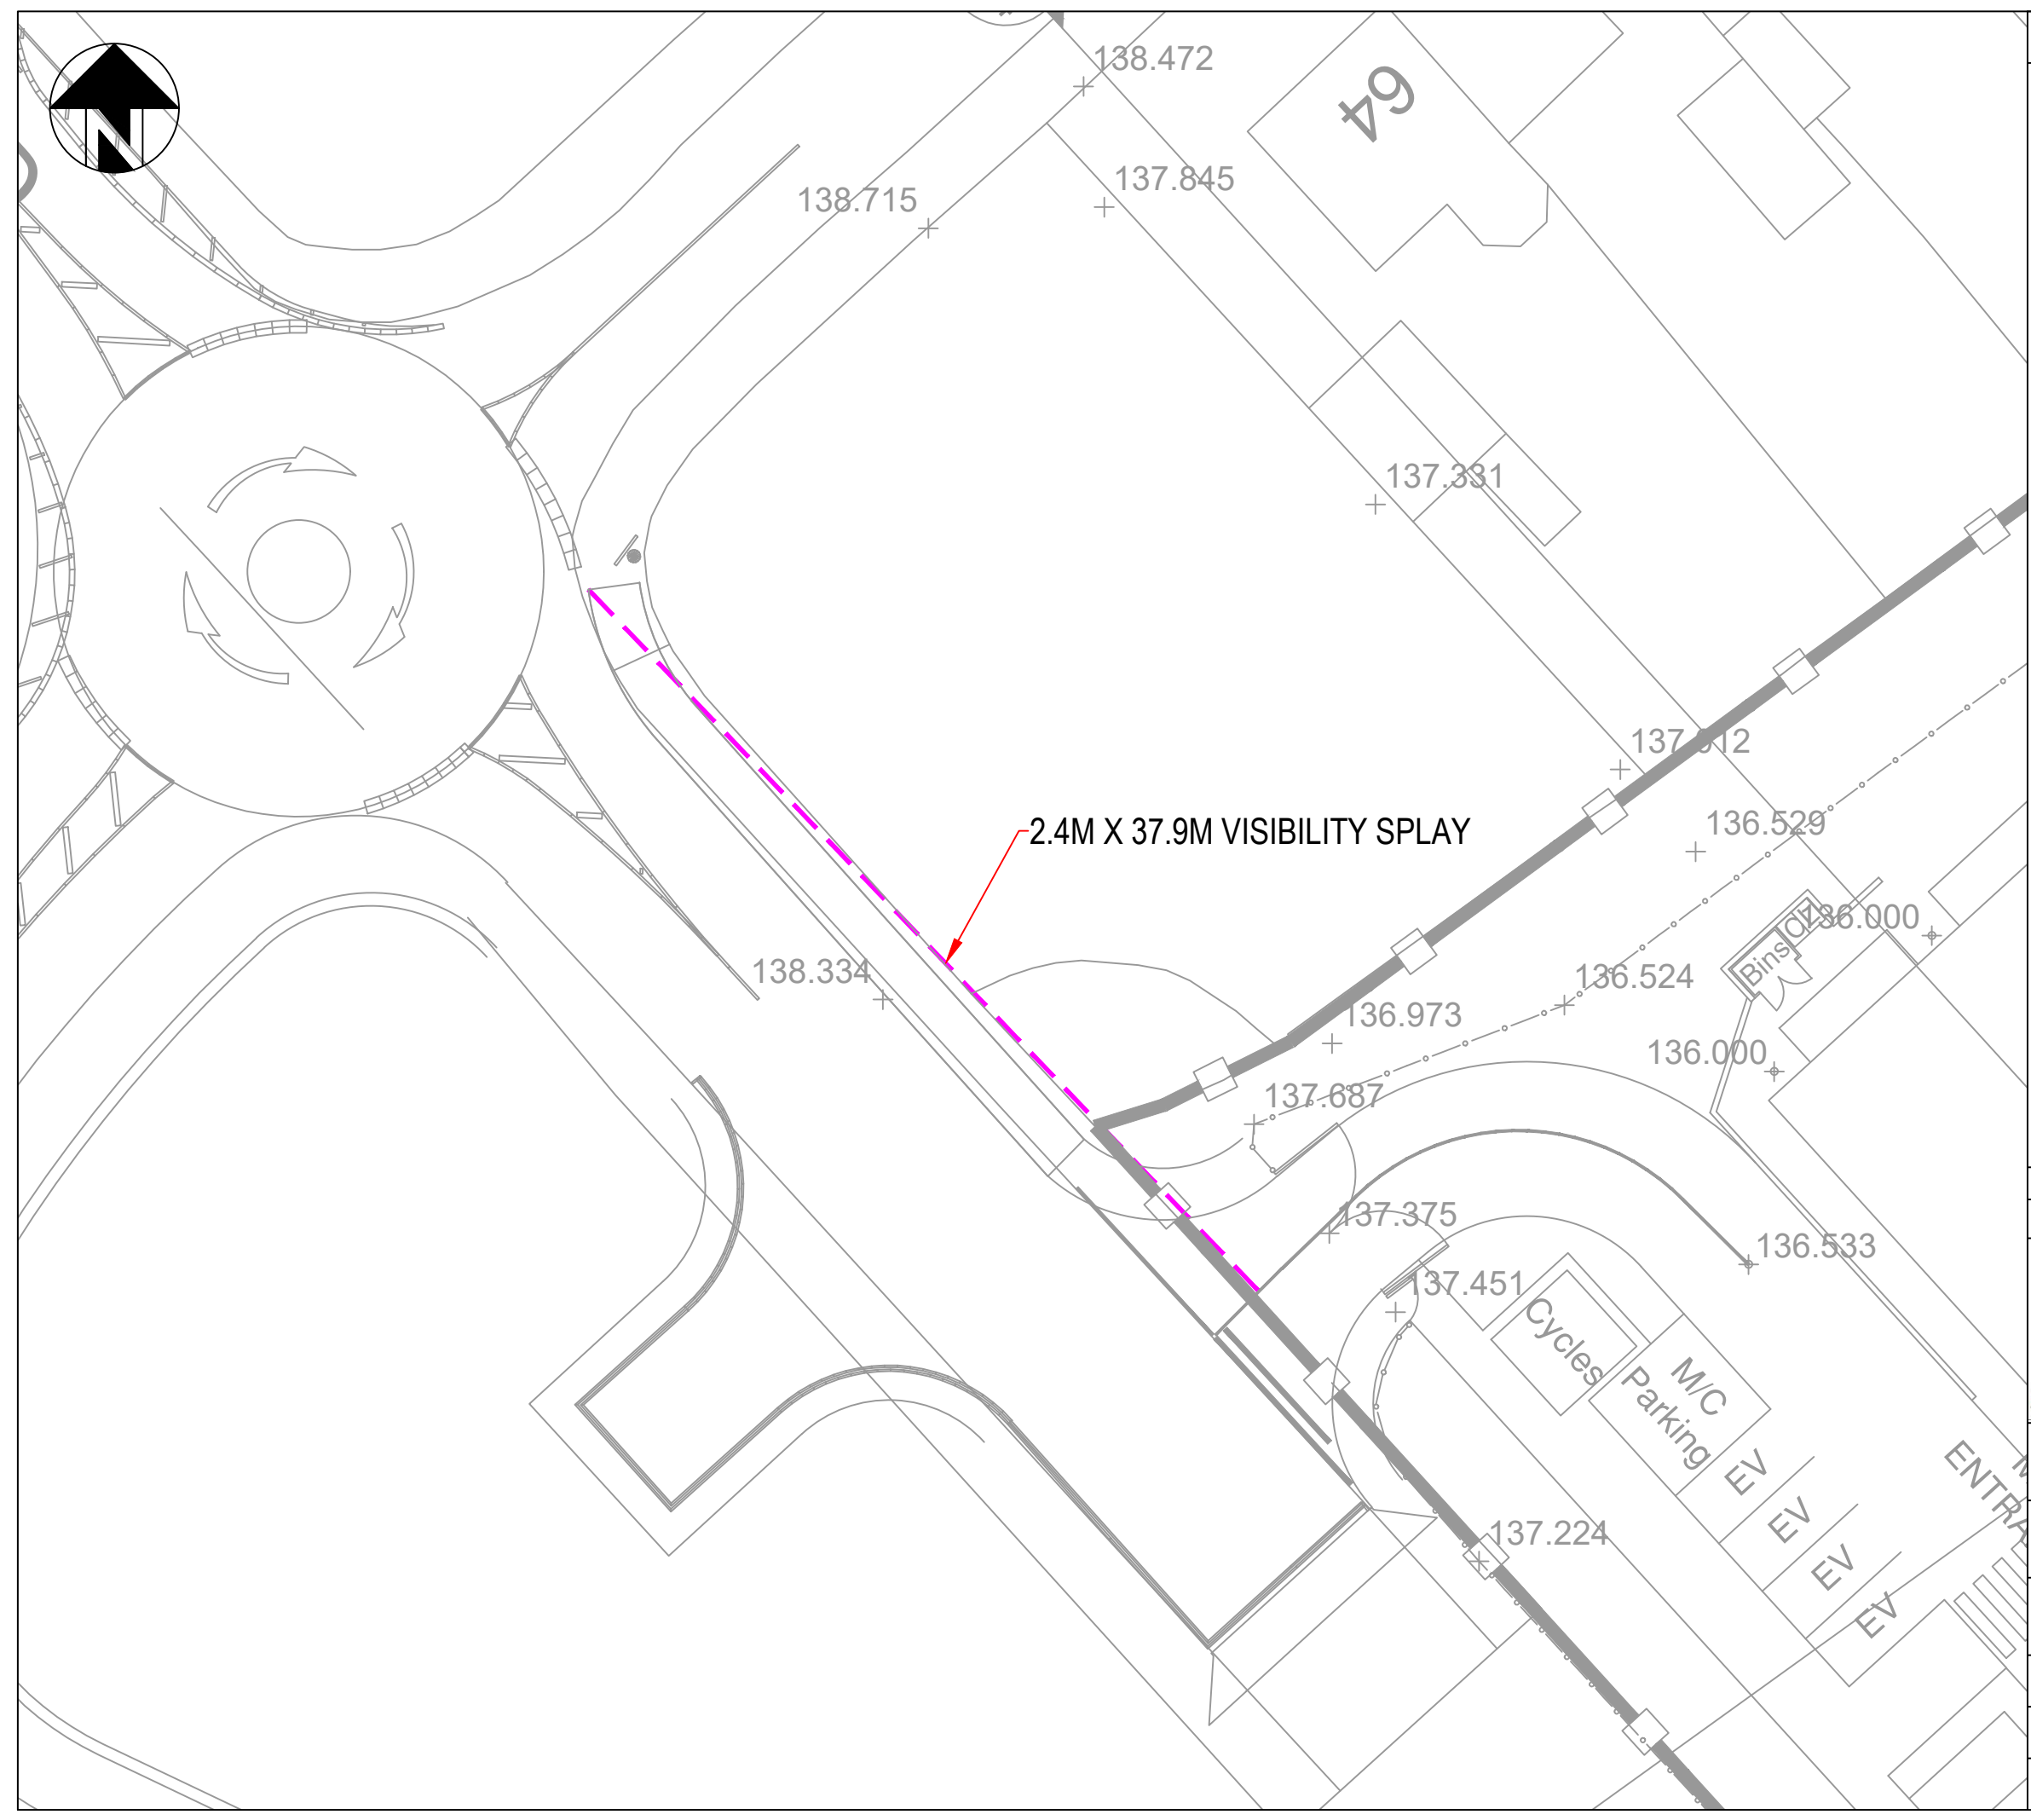 138.472
64
137.845
138.715
137.331
136.529
2.4M X 37.9M VISIBILITY SPLAY
136.000
Bins
138.334
136.524
136.973
136.000
137.687
137.375
136.533
137.451
Cycles
M/C
Parking
EV
EV
EV
EV
137.224
N